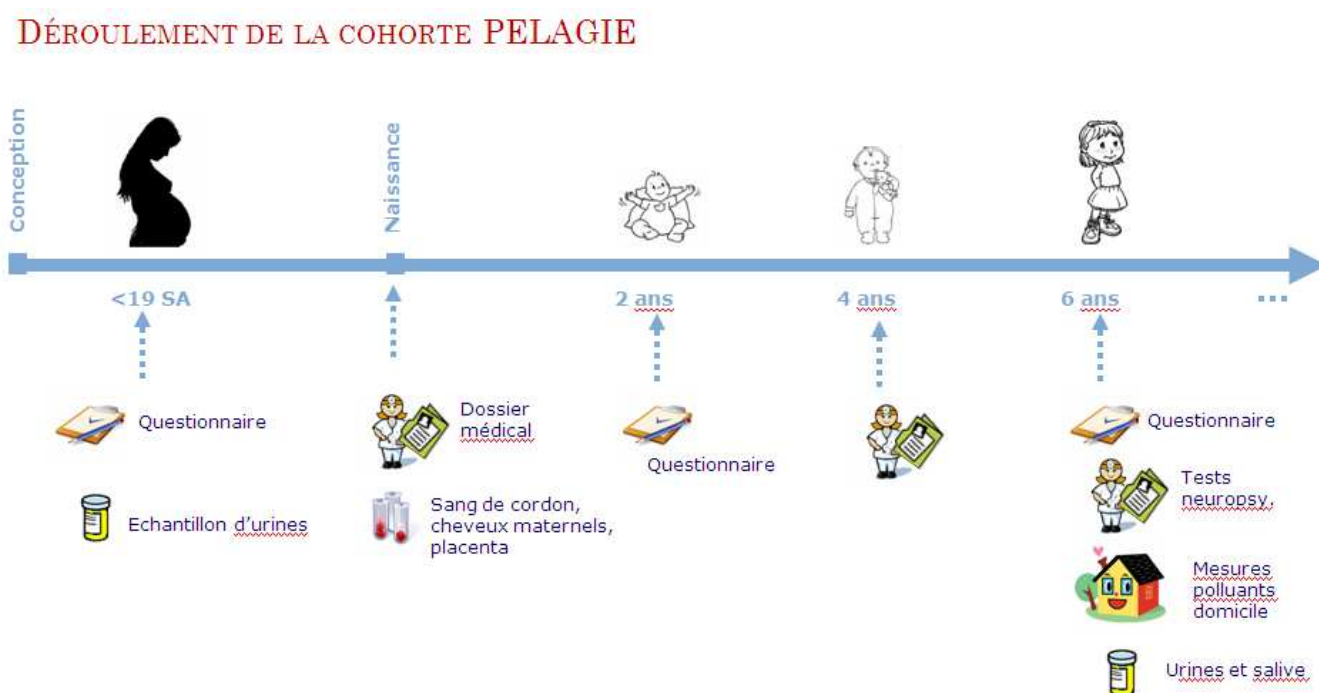 DÉROULEMENT DE LA COHORTE PELAGIE
Conception
Naissance
<19 SA
2 ans
4 ans
6 ans
...
Questionnaire
Echantillon d'urines
Dossier
médical
Sang de cordon,
cheveux maternels,
placenta
Questionnaire
Questionnaire
Tests
neuropsy,
Mesures
polluants
domicile
Urines et salive